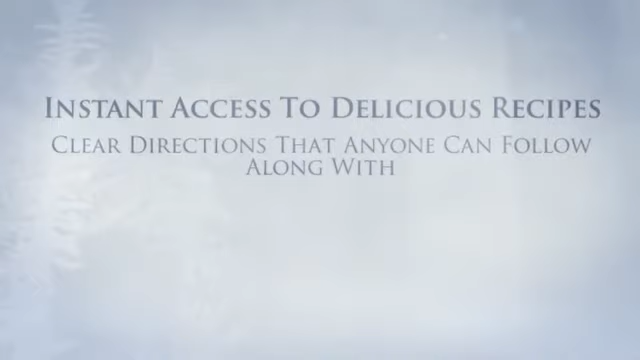 Instant Access To Delicious Recipes
Clear Directions That Anyone Can Follow
Along With